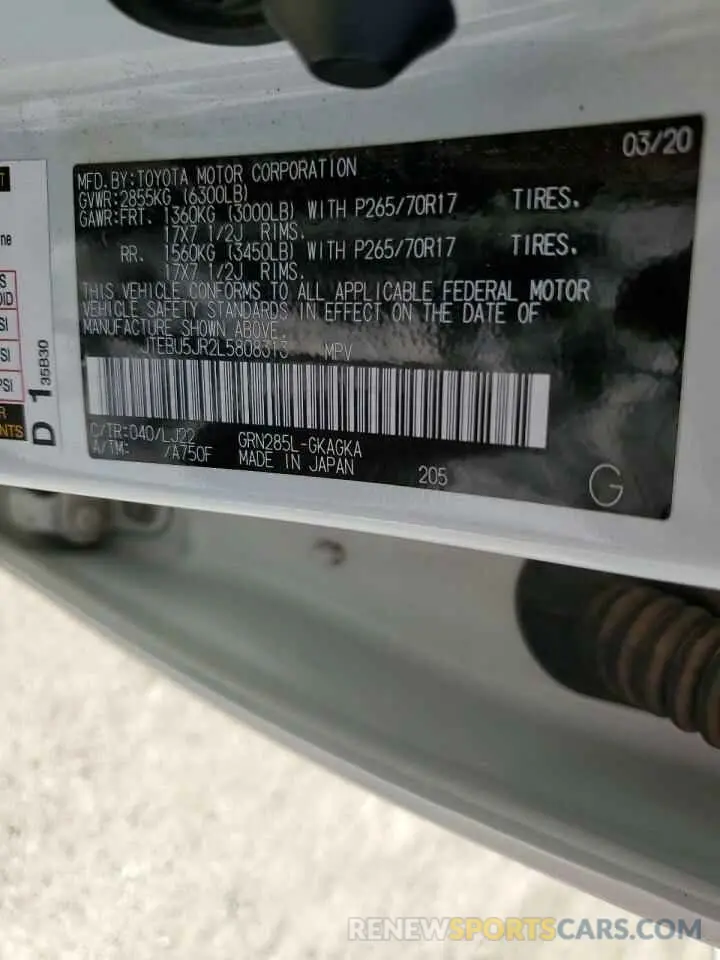 03/20
MFD.BY:TOYOTA MOTOR CORPORATION
GVWR:2855KG (6300LB)
GAWR:FRT. 1360KG (3000LB) WITH P265/70R17 TIRES.
17X7 1/2J RIMS.
RR. 1560KG (3450LB) WITH P265/70R17 TIRES.
17X7 1/2J RIMS.
THIS VEHICLE CONFORMS TO ALL APPLICABLE FEDERAL MOTOR
VEHICLE SAFETY STANDARDS IN EFFECT ON THE DATE OF
MANUFACTURE SHOWN ABOVE.
JTEBU5JR2L5808313 MPV
C/TR:040/LJ22 GRN285L-GKAGKA
A/TM: /A750F MADE IN JAPAN 205
G
D 1 35B30
RENEWSPORTSCARS.COM